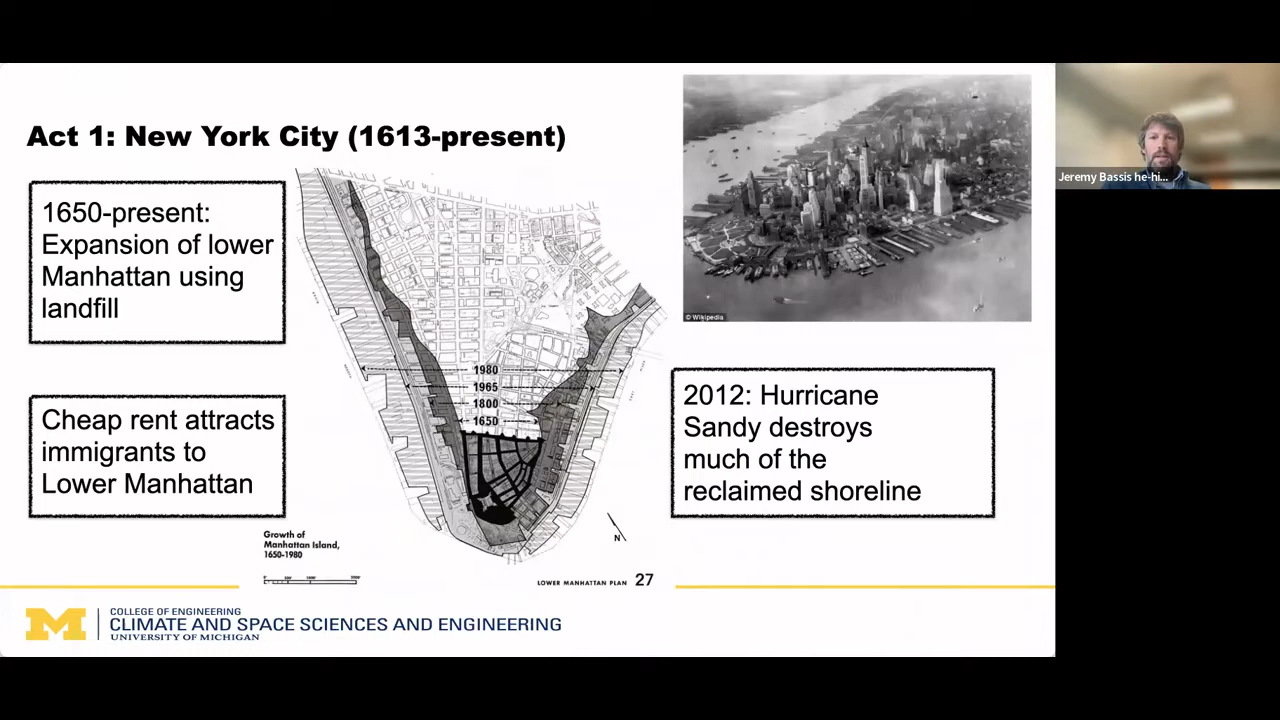 Act 1: New York City (1613-present)
1650-present:
Expansion of lower
Manhattan using
landfill
Cheap rent attracts
immigrants to
Lower Manhattan
1980
1965
1800
1650
Growth of
Manhattan Island,
1650-1980
N
LOWER MANHATTAN PLAN 27
© Wikipedia
2012: Hurricane
Sandy destroys
much of the
reclaimed shoreline
M
COLLEGE OF ENGINEERING
CLIMATE AND SPACE SCIENCES AND ENGINEERING
UNIVERSITY OF MICHIGAN
Jeremy Bassis he-hi...